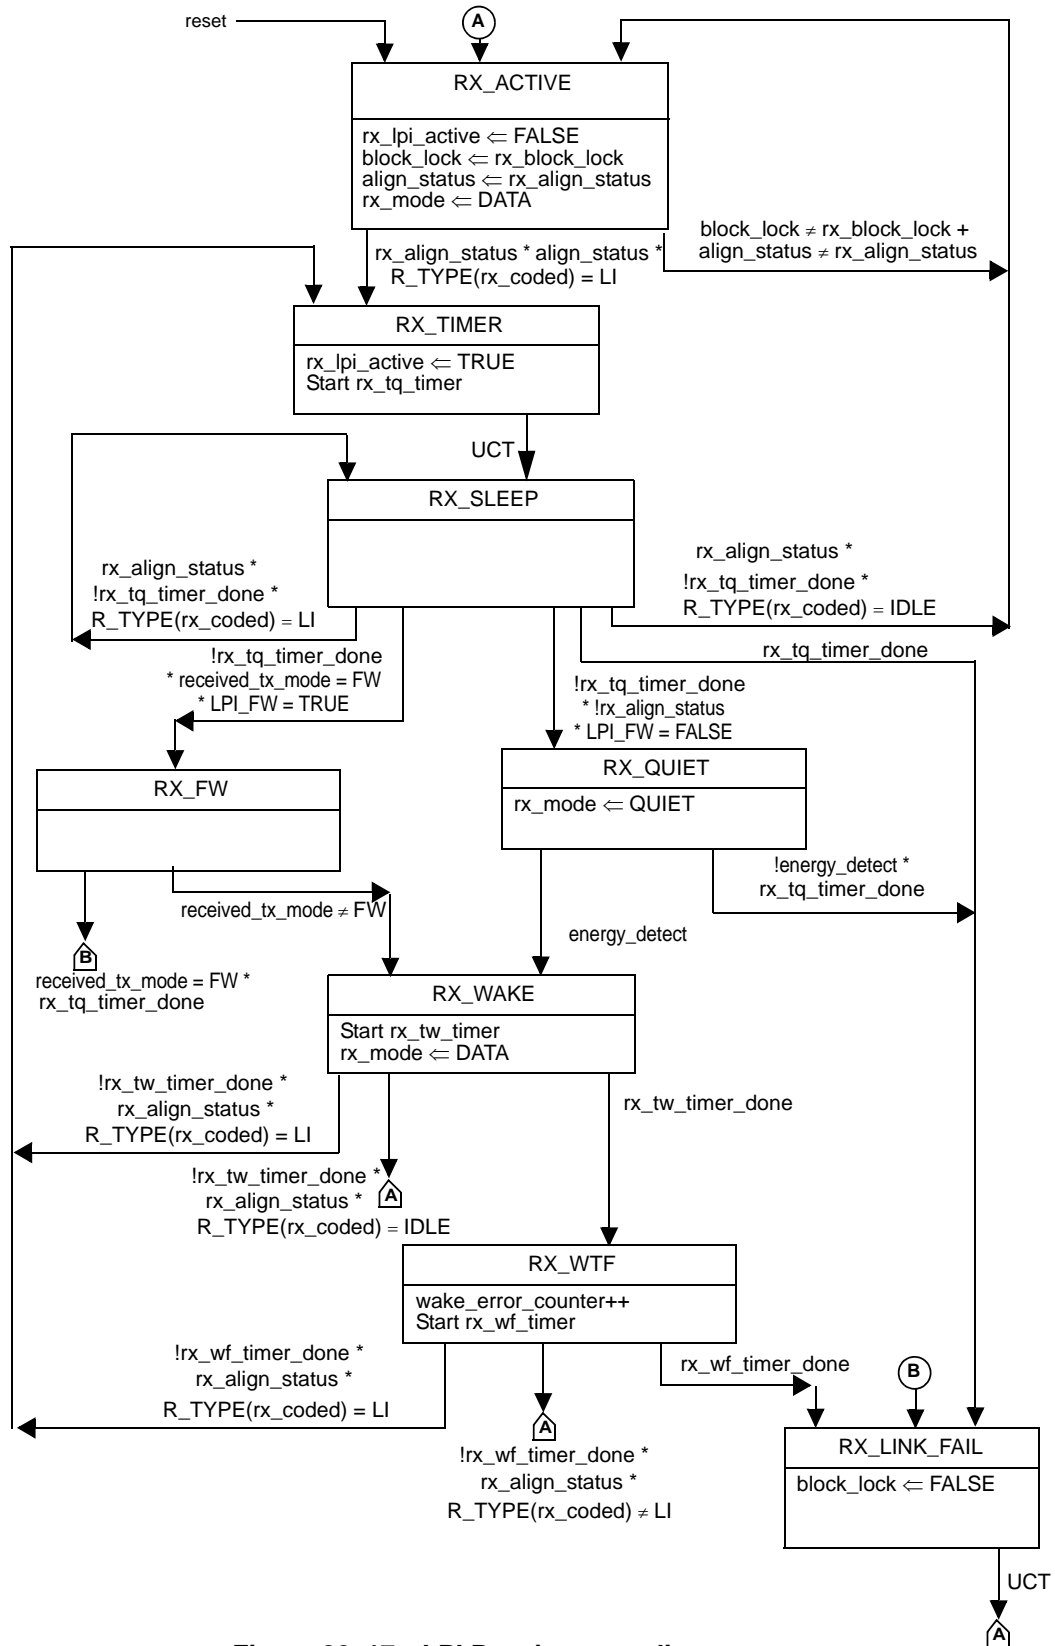 reset
A
RX_ACTIVE
rx_lpi_active ⇐ FALSE
block_lock ⇐ rx_block_lock
align_status ⇐ rx_align_status
rx_mode ⇐ DATA
block_lock ≠ rx_block_lock +
align_status ≠ rx_align_status
rx_align_status * align_status *
R_TYPE(rx_coded) = LI
RX_TIMER
rx_lpi_active ⇐ TRUE
Start rx_tq_timer
UCT
RX_SLEEP
rx_align_status *
!rx_tq_timer_done *
R_TYPE(rx_coded) = LI
rx_align_status *
!rx_tq_timer_done *
R_TYPE(rx_coded) = IDLE
!rx_tq_timer_done
* received_tx_mode = FW
* LPI_FW = TRUE
rx_tq_timer_done
!rx_tq_timer_done
* !rx_align_status
* LPI_FW = FALSE
RX_FW
RX_QUIET
rx_mode ⇐ QUIET
!energy_detect *
rx_tq_timer_done
received_tx_mode ≠ FW
energy_detect
B
received_tx_mode = FW *
rx_tq_timer_done
RX_WAKE
Start rx_tw_timer
rx_mode ⇐ DATA
!rx_tw_timer_done *
rx_align_status *
R_TYPE(rx_coded) = LI
rx_tw_timer_done
!rx_tw_timer_done *
rx_align_status *
R_TYPE(rx_coded) = IDLE
A
RX_WTF
wake_error_counter++
Start rx_wf_timer
!rx_wf_timer_done *
rx_align_status *
R_TYPE(rx_coded) = LI
rx_wf_timer_done
B
A
!rx_wf_timer_done *
rx_align_status *
R_TYPE(rx_coded) ≠ LI
RX_LINK_FAIL
block_lock ⇐ FALSE
UCT
A